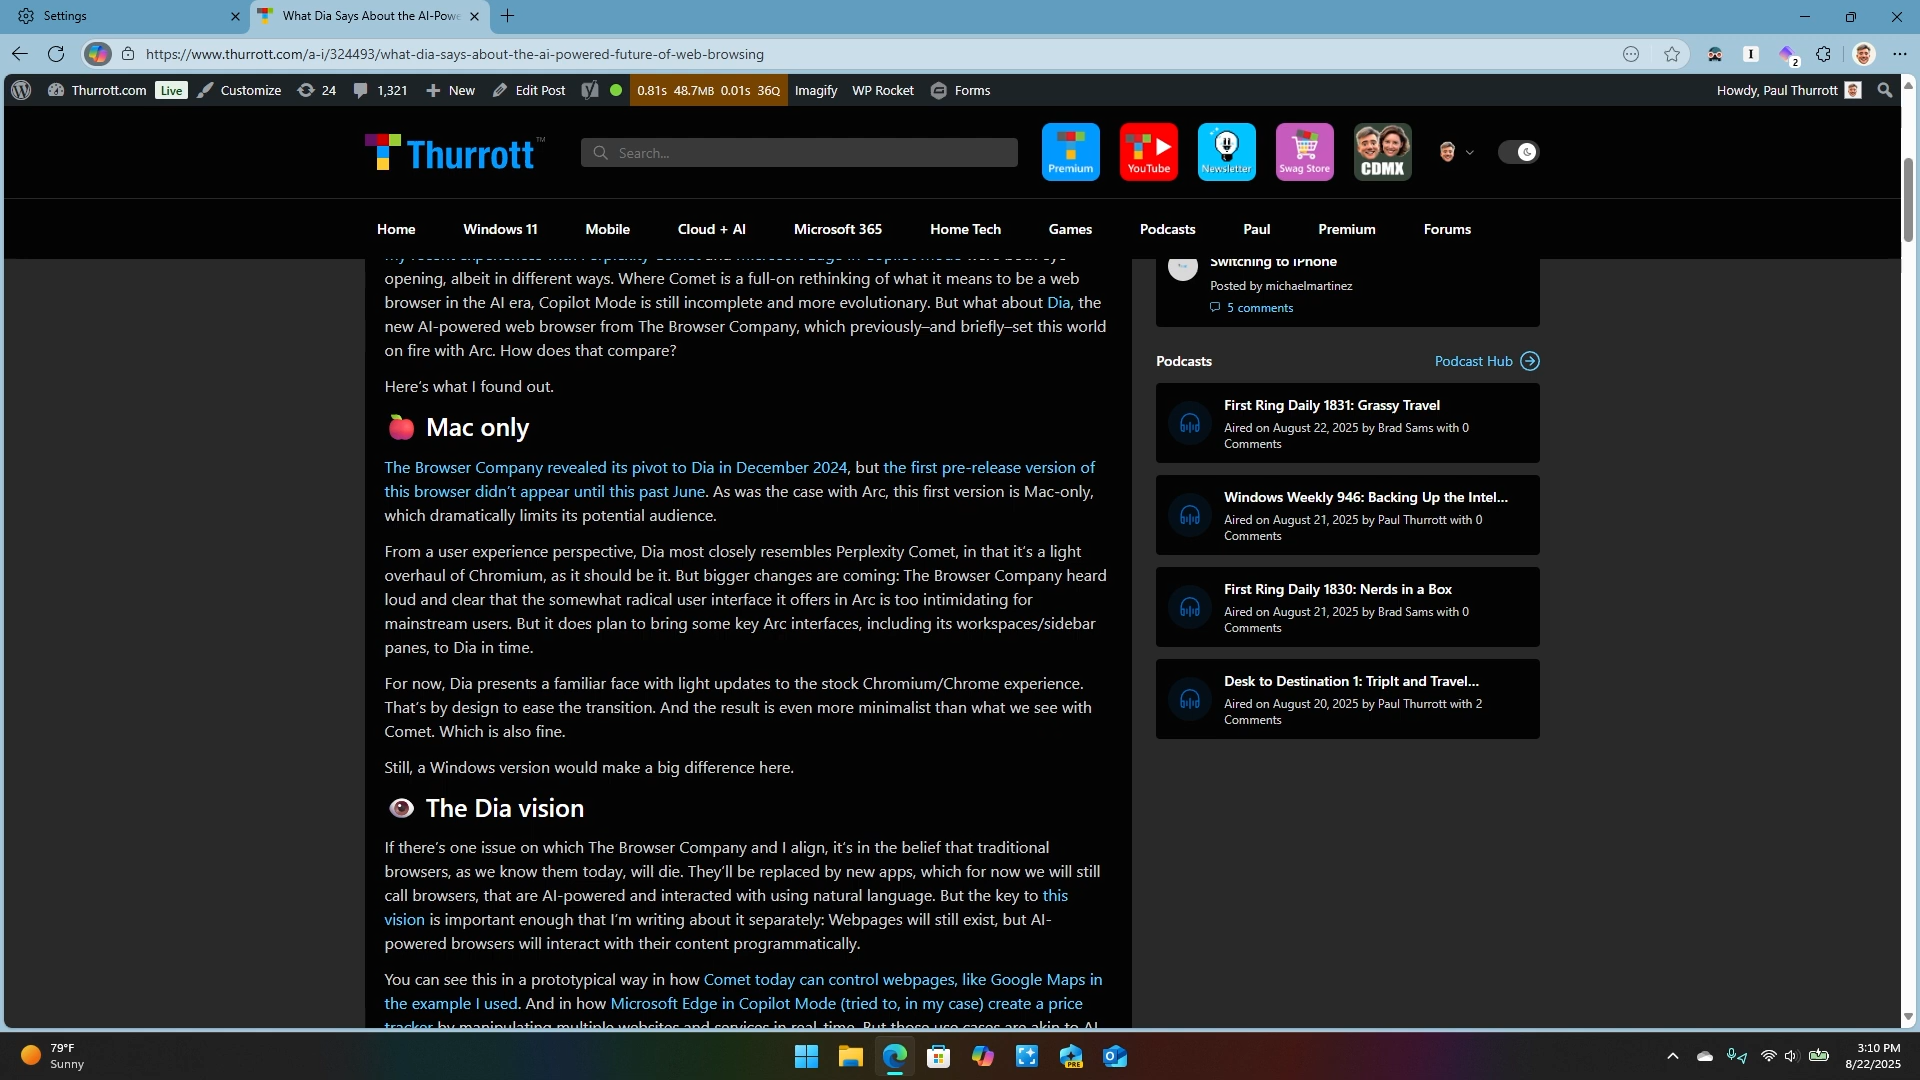 Settings
What Dia Says About the AI-Powe
https://www.thurrott.com/a-i/324493/what-dia-says-about-the-ai-powered-future-of-web-browsing
2
Thurrott.com Live Customize 24 1,321 New Edit Post 0.81s 48.7MB 0.01s 36Q Imagify WP Rocket Forms Howdy, Paul Thurrott
Thurrott™
Search...
Premium
YouTube
Newsletter
Swag Store
CDMX
Home Windows 11 Mobile Cloud + AI Microsoft 365 Home Tech Games Podcasts Paul Premium Forums
opening, albeit in different ways. Where Comet is a full-on rethinking of what it means to be a web
browser in the AI era, Copilot Mode is still incomplete and more evolutionary. But what about Dia, the
new AI-powered web browser from The Browser Company, which previously–and briefly–set this world
on fire with Arc. How does that compare?
Here's what I found out.
Mac only
The Browser Company revealed its pivot to Dia in December 2024, but the first pre-release version of
this browser didn't appear until this past June. As was the case with Arc, this first version is Mac-only,
which dramatically limits its potential audience.
From a user experience perspective, Dia most closely resembles Perplexity Comet, in that it's a light
overhaul of Chromium, as it should be it. But bigger changes are coming: The Browser Company heard
loud and clear that the somewhat radical user interface it offers in Arc is too intimidating for
mainstream users. But it does plan to bring some key Arc interfaces, including its workspaces/sidebar
panes, to Dia in time.
For now, Dia presents a familiar face with light updates to the stock Chromium/Chrome experience.
That's by design to ease the transition. And the result is even more minimalist than what we see with
Comet. Which is also fine.
Still, a Windows version would make a big difference here.
The Dia vision
If there's one issue on which The Browser Company and I align, it's in the belief that traditional
browsers, as we know them today, will die. They'll be replaced by new apps, which for now we will still
call browsers, that are AI-powered and interacted with using natural language. But the key to this
vision is important enough that I'm writing about it separately: Webpages will still exist, but AI-
powered browsers will interact with their content programmatically.
You can see this in a prototypical way in how Comet today can control webpages, like Google Maps in
the example I used. And in how Microsoft Edge in Copilot Mode (tried to, in my case) create a price
tracker by manipulating multiple websites and services in real-time. But those use cases are akin to AI
Switching to iPhone
Posted by michaelmartinez
5 comments
Podcasts
Podcast Hub
First Ring Daily 1831: Grassy Travel
Aired on August 22, 2025 by Brad Sams with 0
Comments
Windows Weekly 946: Backing Up the Intel...
Aired on August 21, 2025 by Paul Thurrott with 0
Comments
First Ring Daily 1830: Nerds in a Box
Aired on August 21, 2025 by Brad Sams with 0
Comments
Desk to Destination 1: TripIt and Travel...
Aired on August 20, 2025 by Paul Thurrott with 2
Comments
79°F
Sunny
PRE
3:10 PM
8/22/2025